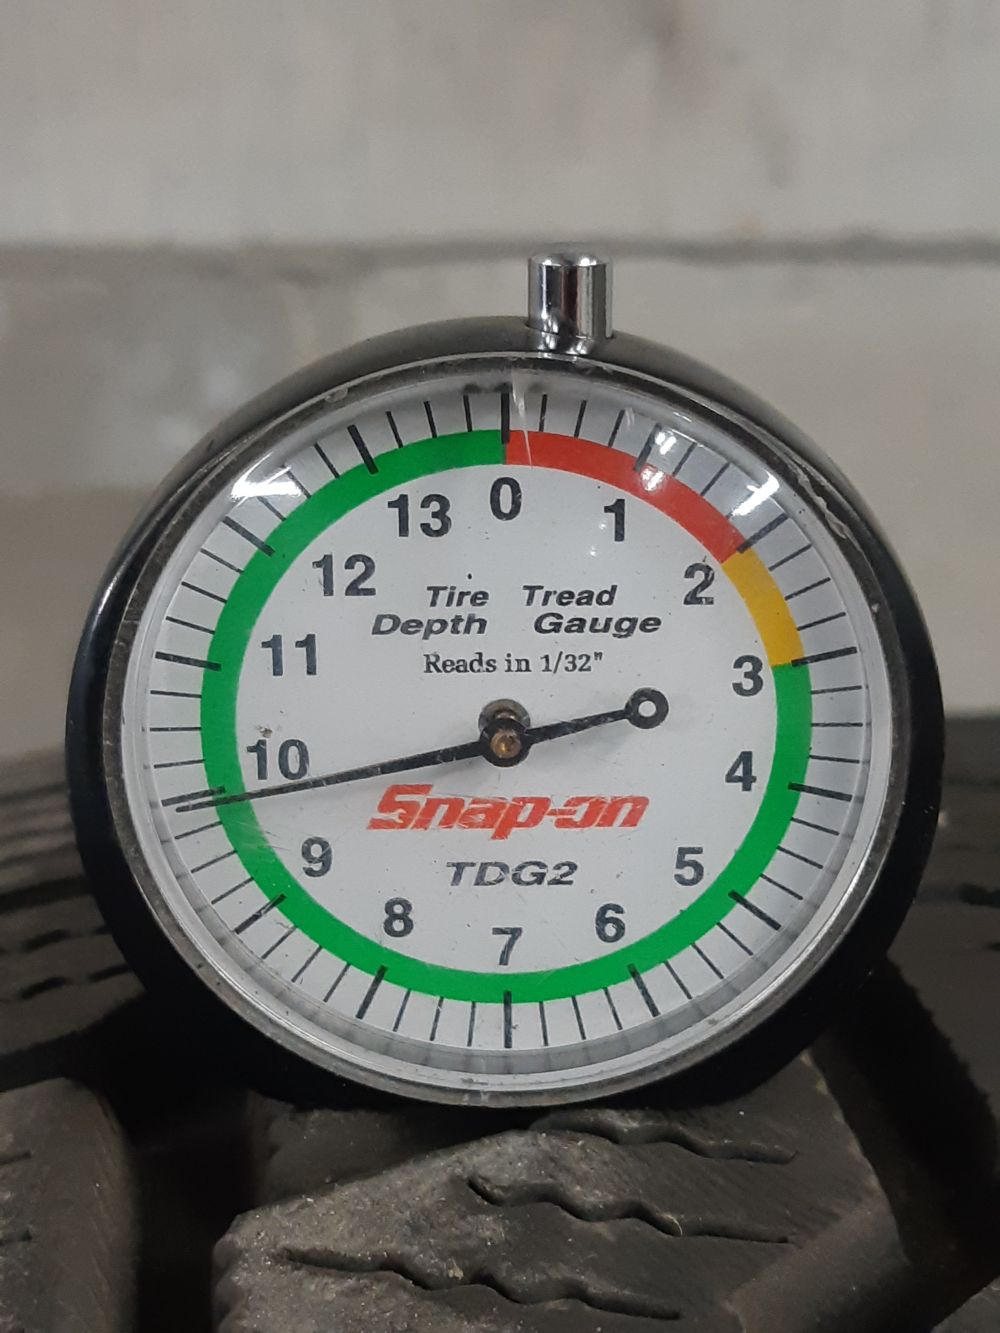 0
1
2
3
4
5
6
7
8
9
10
11
12
13
Tire Tread
Depth Gauge
Reads in 1/32"
Snap-on
TDG2